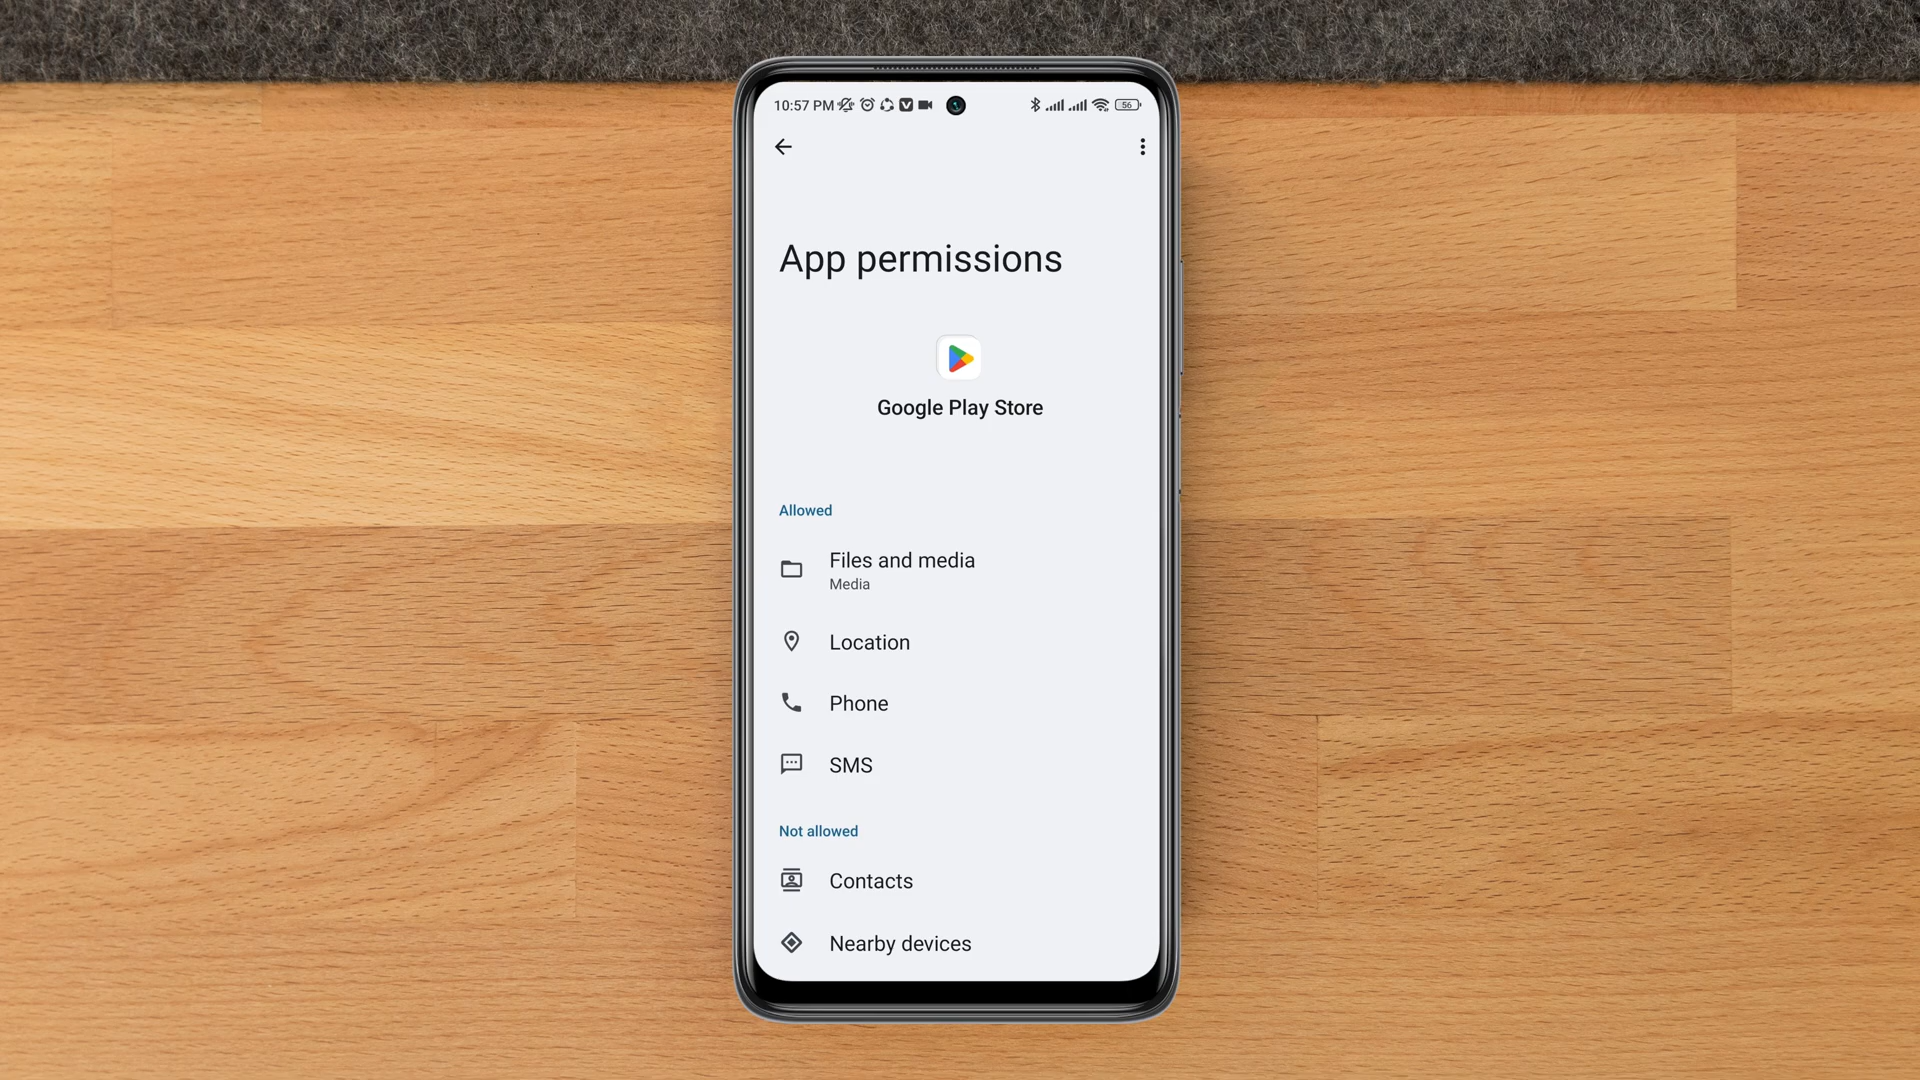 10:57 PM
56
App permissions
Google Play Store
Allowed
Files and media
Media
Location
Phone
SMS
Not allowed
Contacts
Nearby devices